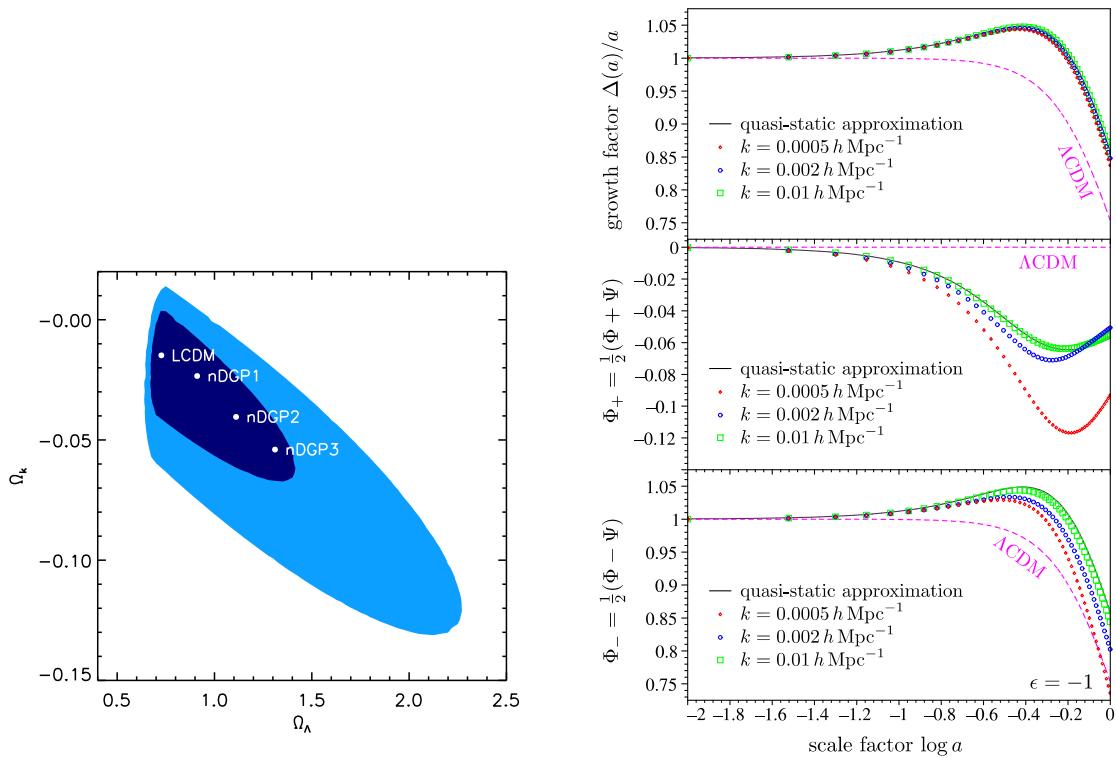 −0.00
−0.05
−0.10
−0.15
Ωk
LCDM
nDGP1
nDGP2
nDGP3
0.5 1.0 1.5 2.0 2.5
ΩΛ
growth factor Δ(a)/a
1.05
1
0.95
0.9
0.85
0.8
0.75
quasi-static approximation
k = 0.0005 h Mpc⁻¹
k = 0.002 h Mpc⁻¹
k = 0.01 h Mpc⁻¹
ΛCDM
Φ₊ = ½(Φ + Ψ)
0
−0.02
−0.04
−0.06
−0.08
−0.1
−0.12
ΛCDM
quasi-static approximation
k = 0.0005 h Mpc⁻¹
k = 0.002 h Mpc⁻¹
k = 0.01 h Mpc⁻¹
Φ₋ = ½(Φ − Ψ)
1.05
1
0.95
0.9
0.85
0.8
0.75
ΛCDM
quasi-static approximation
k = 0.0005 h Mpc⁻¹
k = 0.002 h Mpc⁻¹
k = 0.01 h Mpc⁻¹
ϵ = −1
−2 −1.8 −1.6 −1.4 −1.2 −1 −0.8 −0.6 −0.4 −0.2 0
scale factor log a